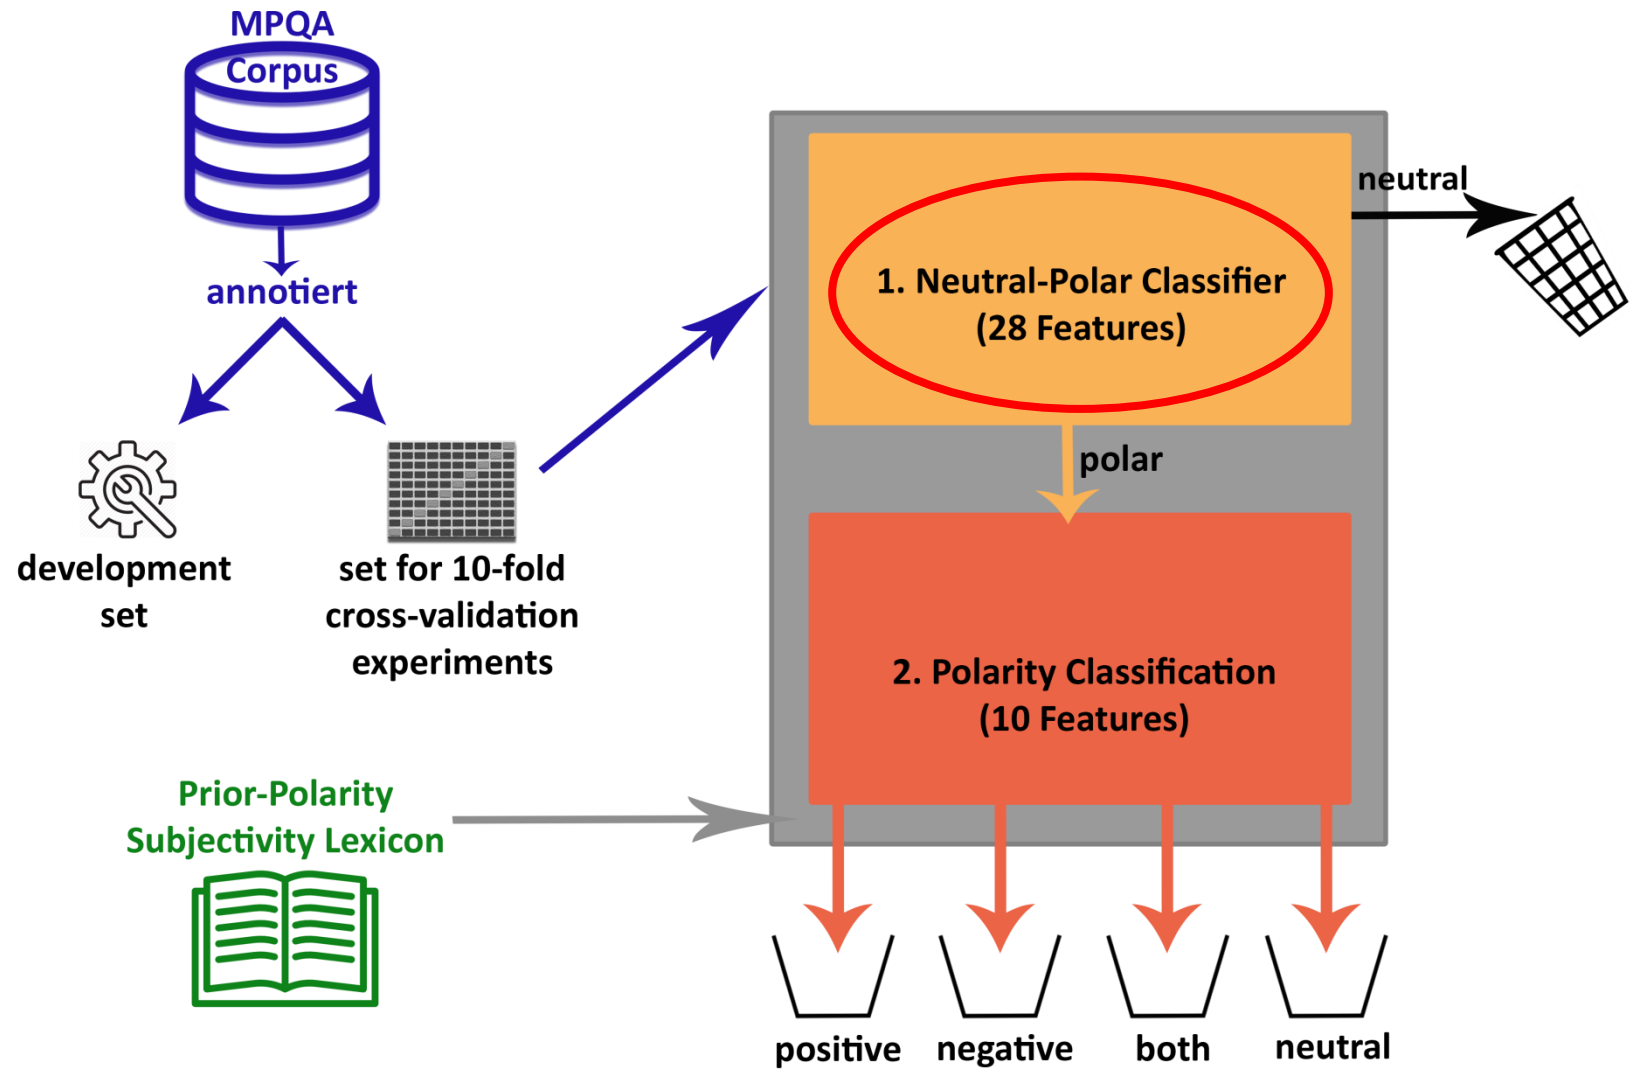 MPQA
Corpus
annotiert
development
set
set for 10-fold
cross-validation
experiments
Prior-Polarity
Subjectivity Lexicon
1. Neutral-Polar Classifier
(28 Features)
neutral
polar
2. Polarity Classification
(10 Features)
positive
negative
both
neutral